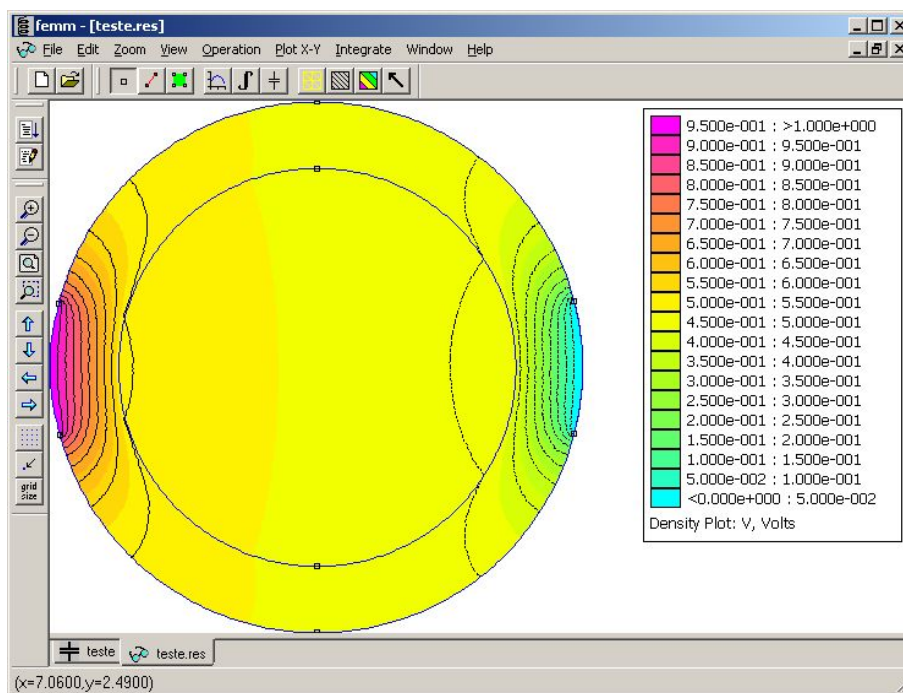 femm - [teste.res]
File Edit Zoom View Operation Plot X-Y Integrate Window Help
9.500e-001 : >1.000e+000
9.000e-001 : 9.500e-001
8.500e-001 : 9.000e-001
8.000e-001 : 8.500e-001
7.500e-001 : 8.000e-001
7.000e-001 : 7.500e-001
6.500e-001 : 7.000e-001
6.000e-001 : 6.500e-001
5.500e-001 : 6.000e-001
5.000e-001 : 5.500e-001
4.500e-001 : 5.000e-001
4.000e-001 : 4.500e-001
3.500e-001 : 4.000e-001
3.000e-001 : 3.500e-001
2.500e-001 : 3.000e-001
2.000e-001 : 2.500e-001
1.500e-001 : 2.000e-001
1.000e-001 : 1.500e-001
5.000e-002 : 1.000e-001
<0.000e+000 : 5.000e-002
Density Plot: V, Volts
grid
size
teste teste.res
(x=7.0600,y=2.4900)